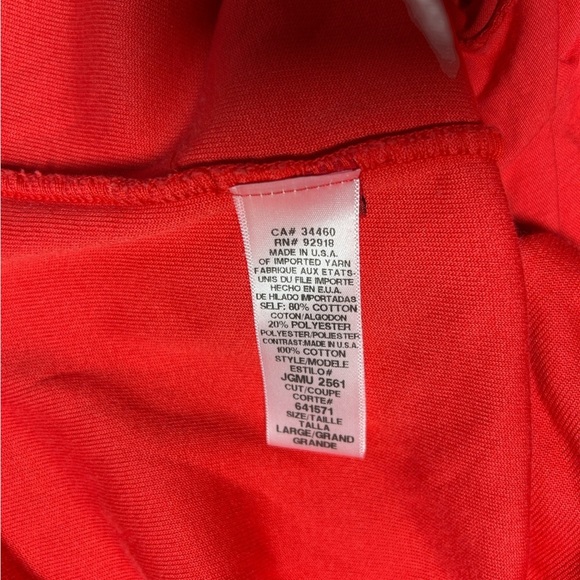 CA# 34460
RN# 92918
MADE IN U.S.A.
OF IMPORTED YARN
FABRIQUE AUX ETATS-
UNIS DU FILE IMPORTE
HECHO EN E.U.A.
DE HILADO IMPORTADAS
SELF: 80% COTTON
COTON/ALGODON
20% POLYESTER
POLYESTER/POLIESTER
CONTRAST:MADE IN U.S.A.
100% COTTON
STYLE/MODELE
ESTILO#
JGMU 2561
CUT/COUPE
CORTE#
641571
SIZE/TAILLE
TALLA
LARGE/GRAND
GRANDE